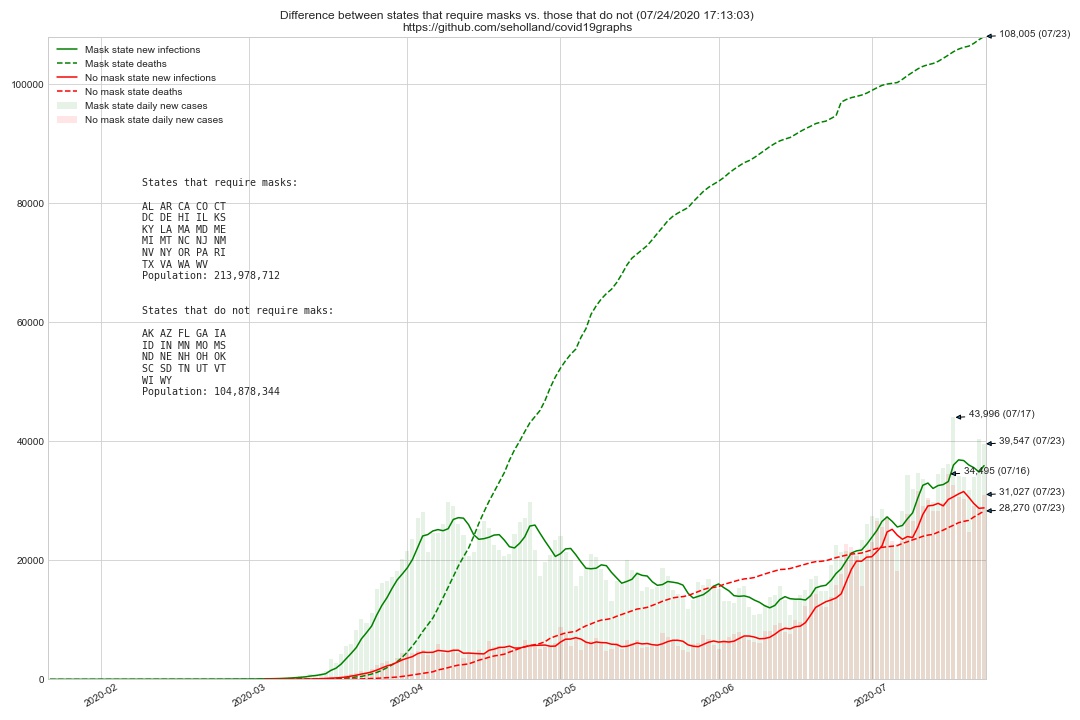 Difference between states that require masks vs. those that do not (07/24/2020 17:13:03)
https://github.com/seholland/covid19graphs
Mask state new infections
Mask state deaths
No mask state new infections
No mask state deaths
Mask state daily new cases
No mask state daily new cases
States that require masks:
AL AR CA CO CT
DC DE HI IL KS
KY LA MA MD ME
MI MT NC NJ NM
NV NY OR PA RI
TX VA WA WV
Population: 213,978,712
States that do not require maks:
AK AZ FL GA IA
ID IN MN MO MS
ND NE NH OH OK
SC SD TN UT VT
WI WY
Population: 104,878,344
108,005 (07/23)
43,996 (07/17)
39,547 (07/23)
34,495 (07/16)
31,027 (07/23)
28,270 (07/23)
100000
80000
60000
40000
20000
0
2020-02
2020-03
2020-04
2020-05
2020-06
2020-07